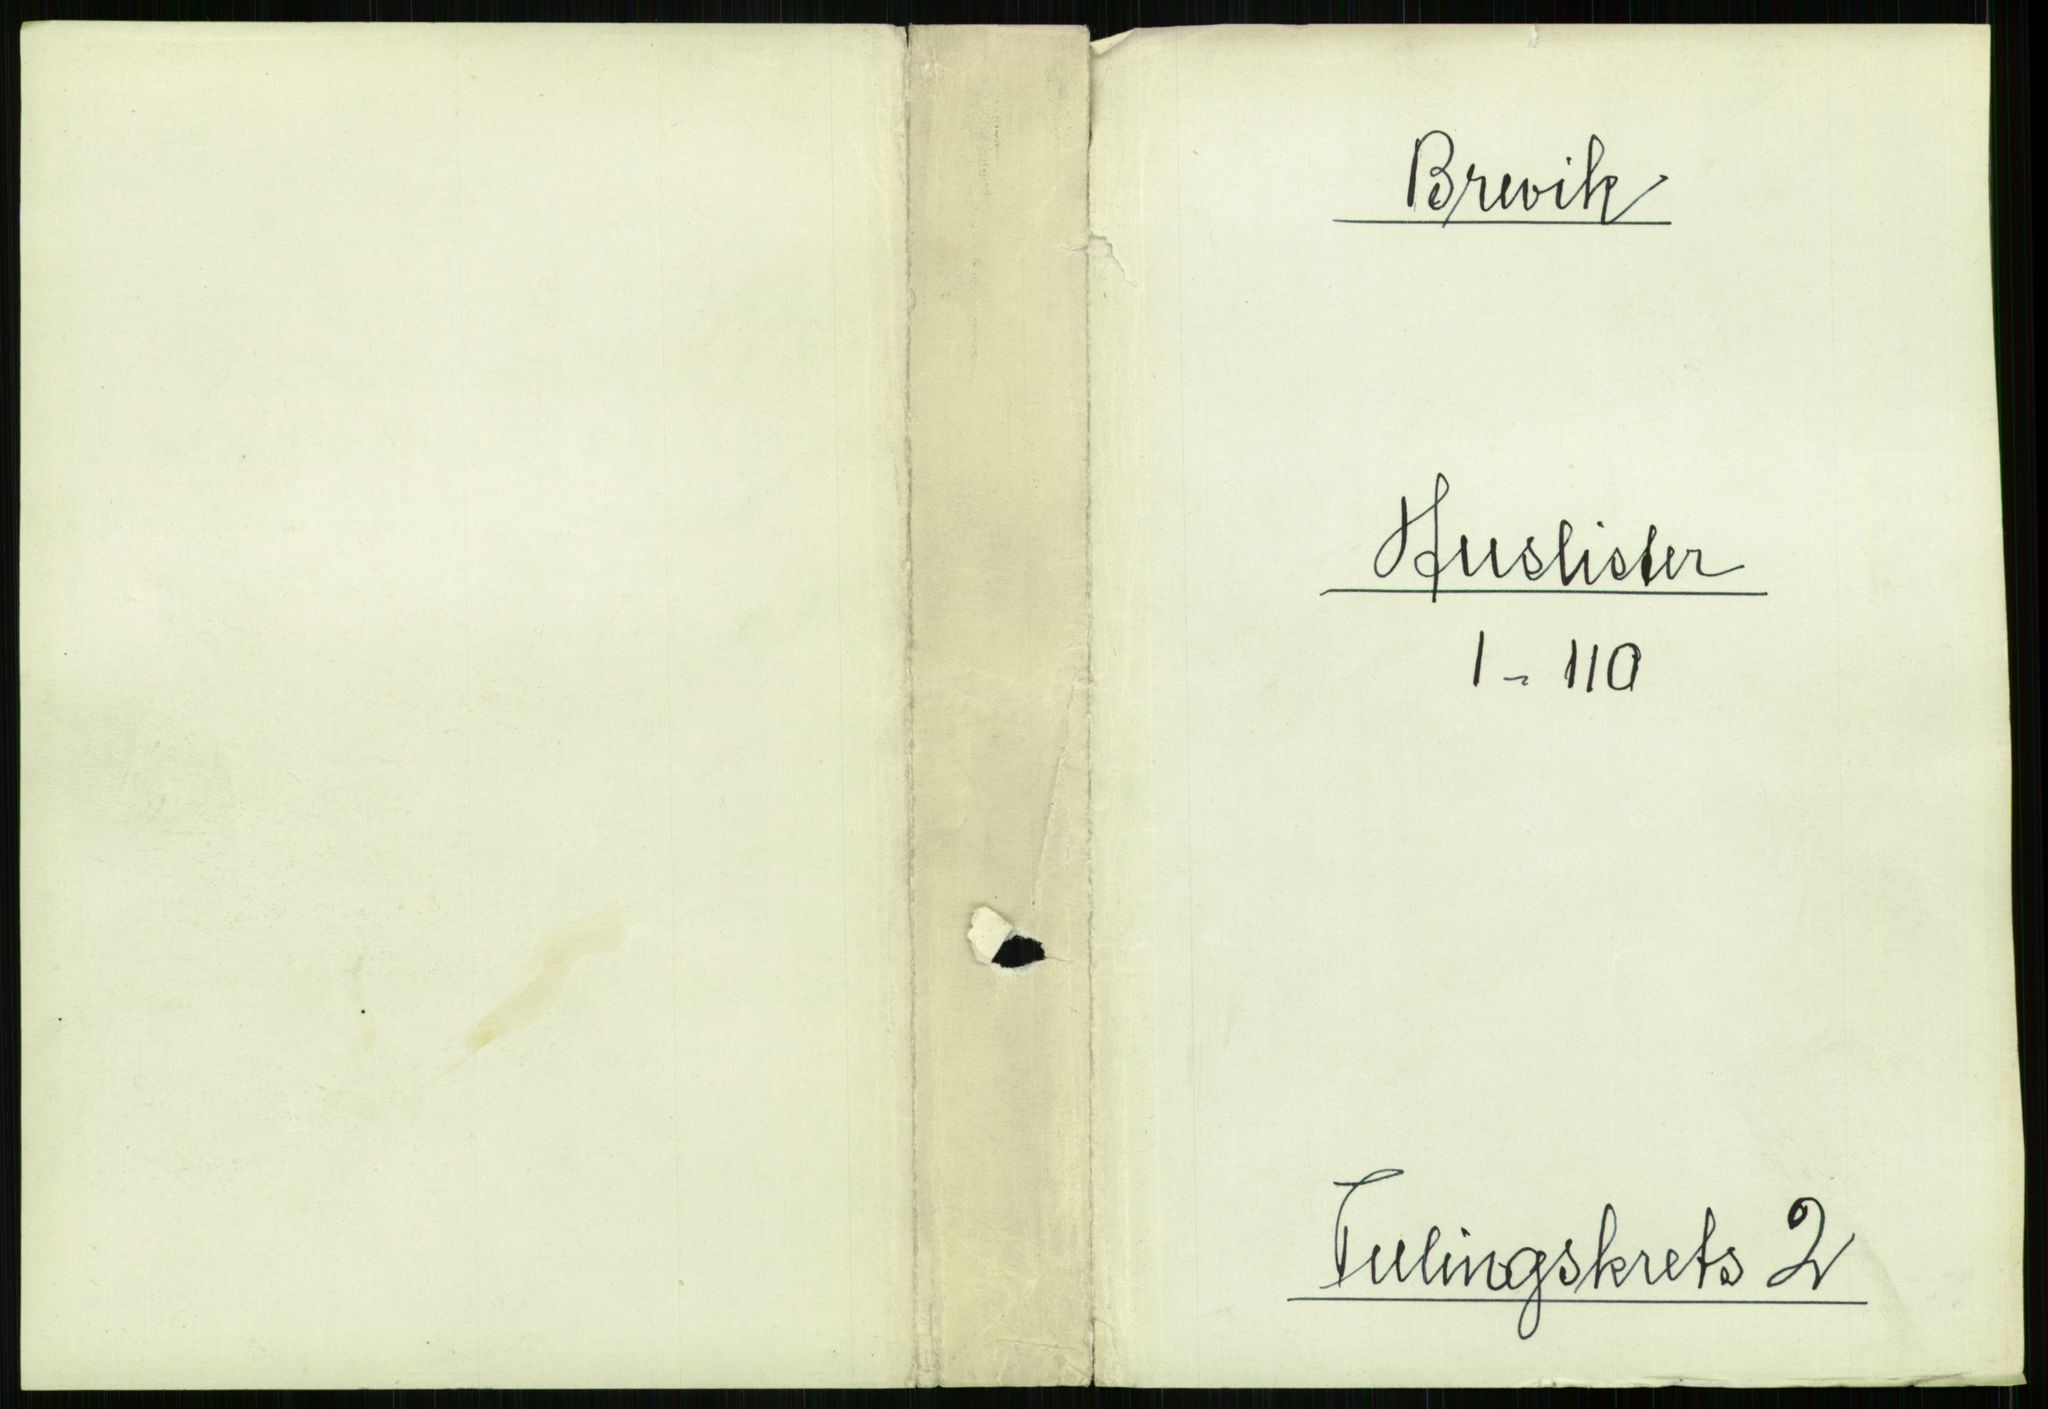 Brevik
Huslister
1 - 110
Tellingskrets 2